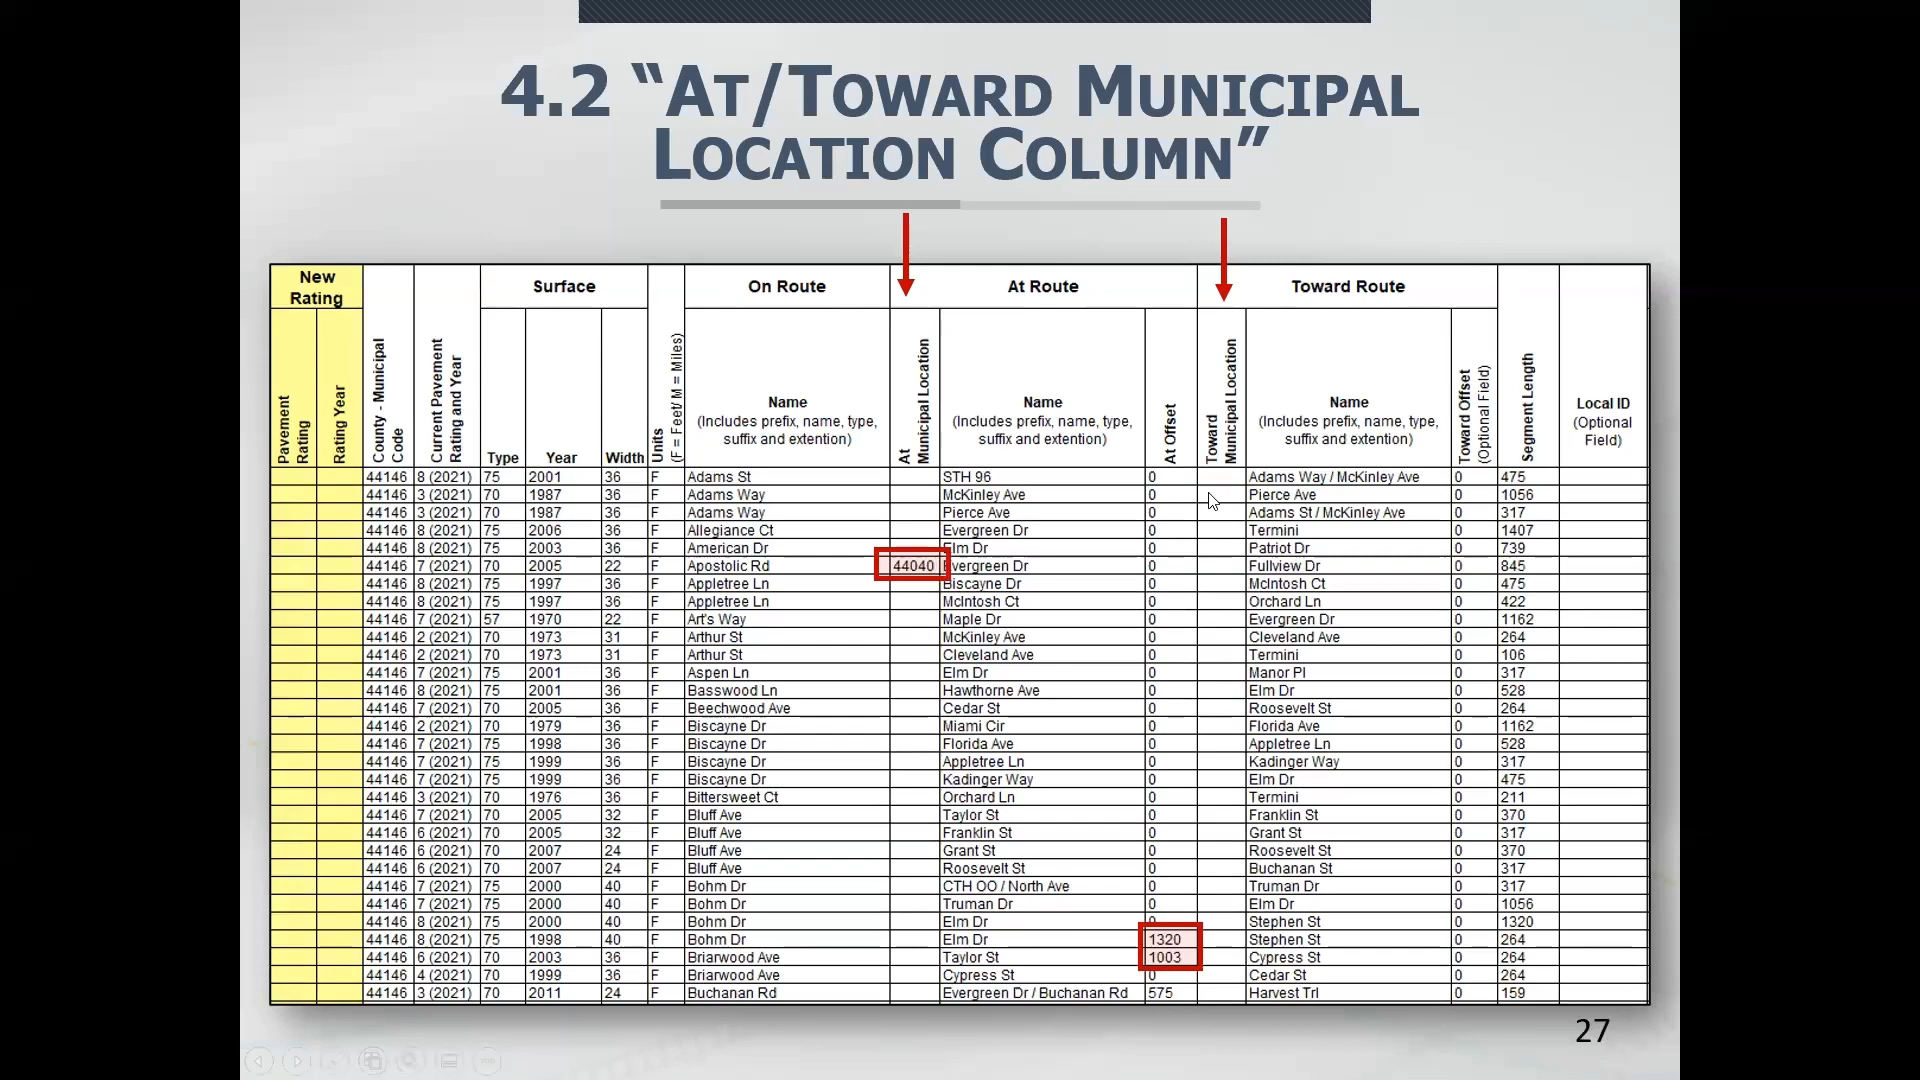 4.2 “At/Toward Municipal
Location Column”
New Rating Surface On Route At Route Toward Route
Pavement Rating Rating Year County - Municipal Code Current Pavement Rating and Year Type Year Width Units (F = Feet/ M = Miles) Name (Includes prefix, name, type, suffix and extention) At Municipal Location Name (Includes prefix, name, type, suffix and extention) At Offset Toward Municipal Location Name (Includes prefix, name, type, suffix and extention) Toward Offset (Optional Field) Segment Length Local ID (Optional Field)
44146 8 (2021) 75 2001 36 F Adams St STH 96 0 Adams Way / McKinley Ave 0 475
44146 3 (2021) 70 1987 36 F Adams Way McKinley Ave 0 Pierce Ave 0 1056
44146 3 (2021) 70 1987 36 F Adams Way Pierce Ave 0 Adams St / McKinley Ave 0 317
44146 8 (2021) 75 2006 36 F Allegiance Ct Evergreen Dr 0 Termini 0 1407
44146 8 (2021) 75 2003 36 F American Dr Elm Dr 0 Patriot Dr 0 739
44146 7 (2021) 70 2005 22 F Apostolic Rd 44040 Evergreen Dr 0 Fullview Dr 0 845
44146 8 (2021) 75 1997 36 F Appletree Ln Biscayne Dr 0 McIntosh Ct 0 475
44146 8 (2021) 75 1997 36 F Appletree Ln McIntosh Ct 0 Orchard Ln 0 422
44146 7 (2021) 57 1970 22 F Art's Way Maple Dr 0 Evergreen Dr 0 1162
44146 2 (2021) 70 1973 31 F Arthur St McKinley Ave 0 Cleveland Ave 0 264
44146 2 (2021) 70 1973 31 F Arthur St Cleveland Ave 0 Termini 0 106
44146 7 (2021) 75 2001 36 F Aspen Ln Elm Dr 0 Manor Pl 0 317
44146 8 (2021) 75 2001 36 F Basswood Ln Hawthorne Ave 0 Elm Dr 0 528
44146 7 (2021) 70 2005 36 F Beechwood Ave Cedar St 0 Roosevelt St 0 264
44146 2 (2021) 70 1979 36 F Biscayne Dr Miami Cir 0 Florida Ave 0 1162
44146 7 (2021) 75 1998 36 F Biscayne Dr Florida Ave 0 Appletree Ln 0 528
44146 7 (2021) 75 1999 36 F Biscayne Dr Appletree Ln 0 Kadinger Way 0 317
44146 7 (2021) 75 1999 36 F Biscayne Dr Kadinger Way 0 Elm Dr 0 475
44146 3 (2021) 70 1976 36 F Bittersweet Ct Orchard Ln 0 Termini 0 211
44146 7 (2021) 70 2005 32 F Bluff Ave Taylor St 0 Franklin St 0 370
44146 6 (2021) 70 2005 32 F Bluff Ave Franklin St 0 Grant St 0 317
44146 6 (2021) 70 2007 24 F Bluff Ave Grant St 0 Roosevelt St 0 370
44146 6 (2021) 70 2007 24 F Bluff Ave Roosevelt St 0 Buchanan St 0 317
44146 7 (2021) 75 2000 40 F Bohm Dr CTH OO / North Ave 0 Truman Dr 0 317
44146 7 (2021) 75 2000 40 F Bohm Dr Truman Dr 0 Elm Dr 0 1056
44146 8 (2021) 75 2000 40 F Bohm Dr Elm Dr 0 Stephen St 0 1320
44146 8 (2021) 75 1998 40 F Bohm Dr Elm Dr 1320 Stephen St 0 264
44146 6 (2021) 70 2003 36 F Briarwood Ave Taylor St 1003 Cypress St 0 264
44146 4 (2021) 70 1999 36 F Briarwood Ave Cypress St 0 Cedar St 0 264
44146 3 (2021) 70 2011 24 F Buchanan Rd Evergreen Dr / Buchanan Rd 575 Harvest Trl 0 159
27